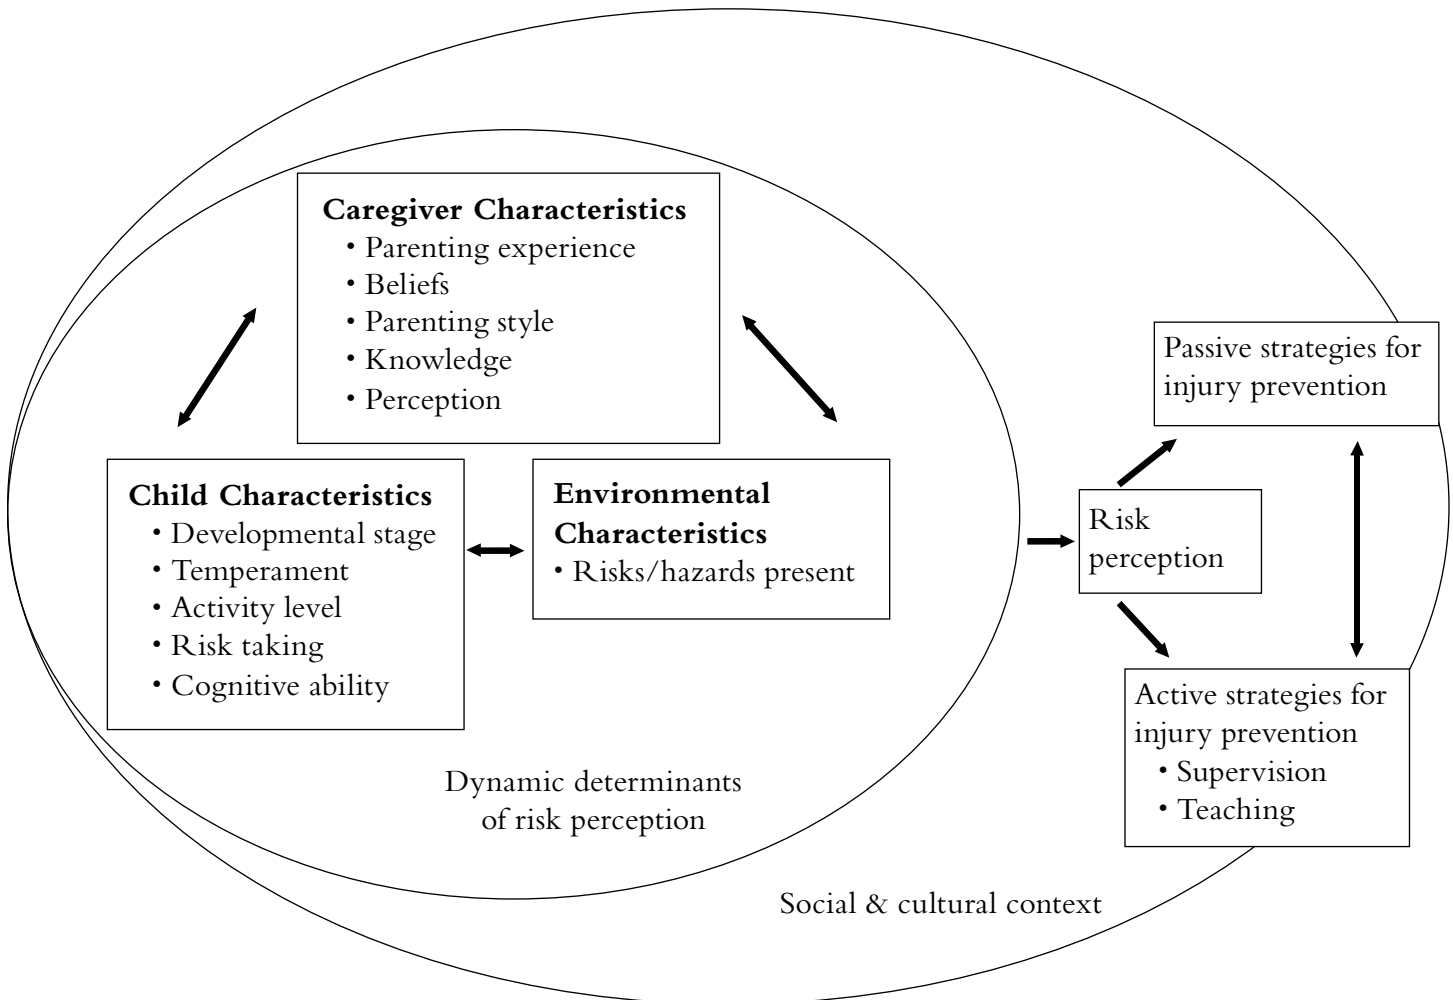 Caregiver Characteristics
• Parenting experience
• Beliefs
• Parenting style
• Knowledge
• Perception
Child Characteristics
• Developmental stage
• Temperament
• Activity level
• Risk taking
• Cognitive ability
Environmental
Characteristics
• Risks/hazards present
Dynamic determinants
of risk perception
Risk
perception
Passive strategies for
injury prevention
Active strategies for
injury prevention
• Supervision
• Teaching
Social & cultural context